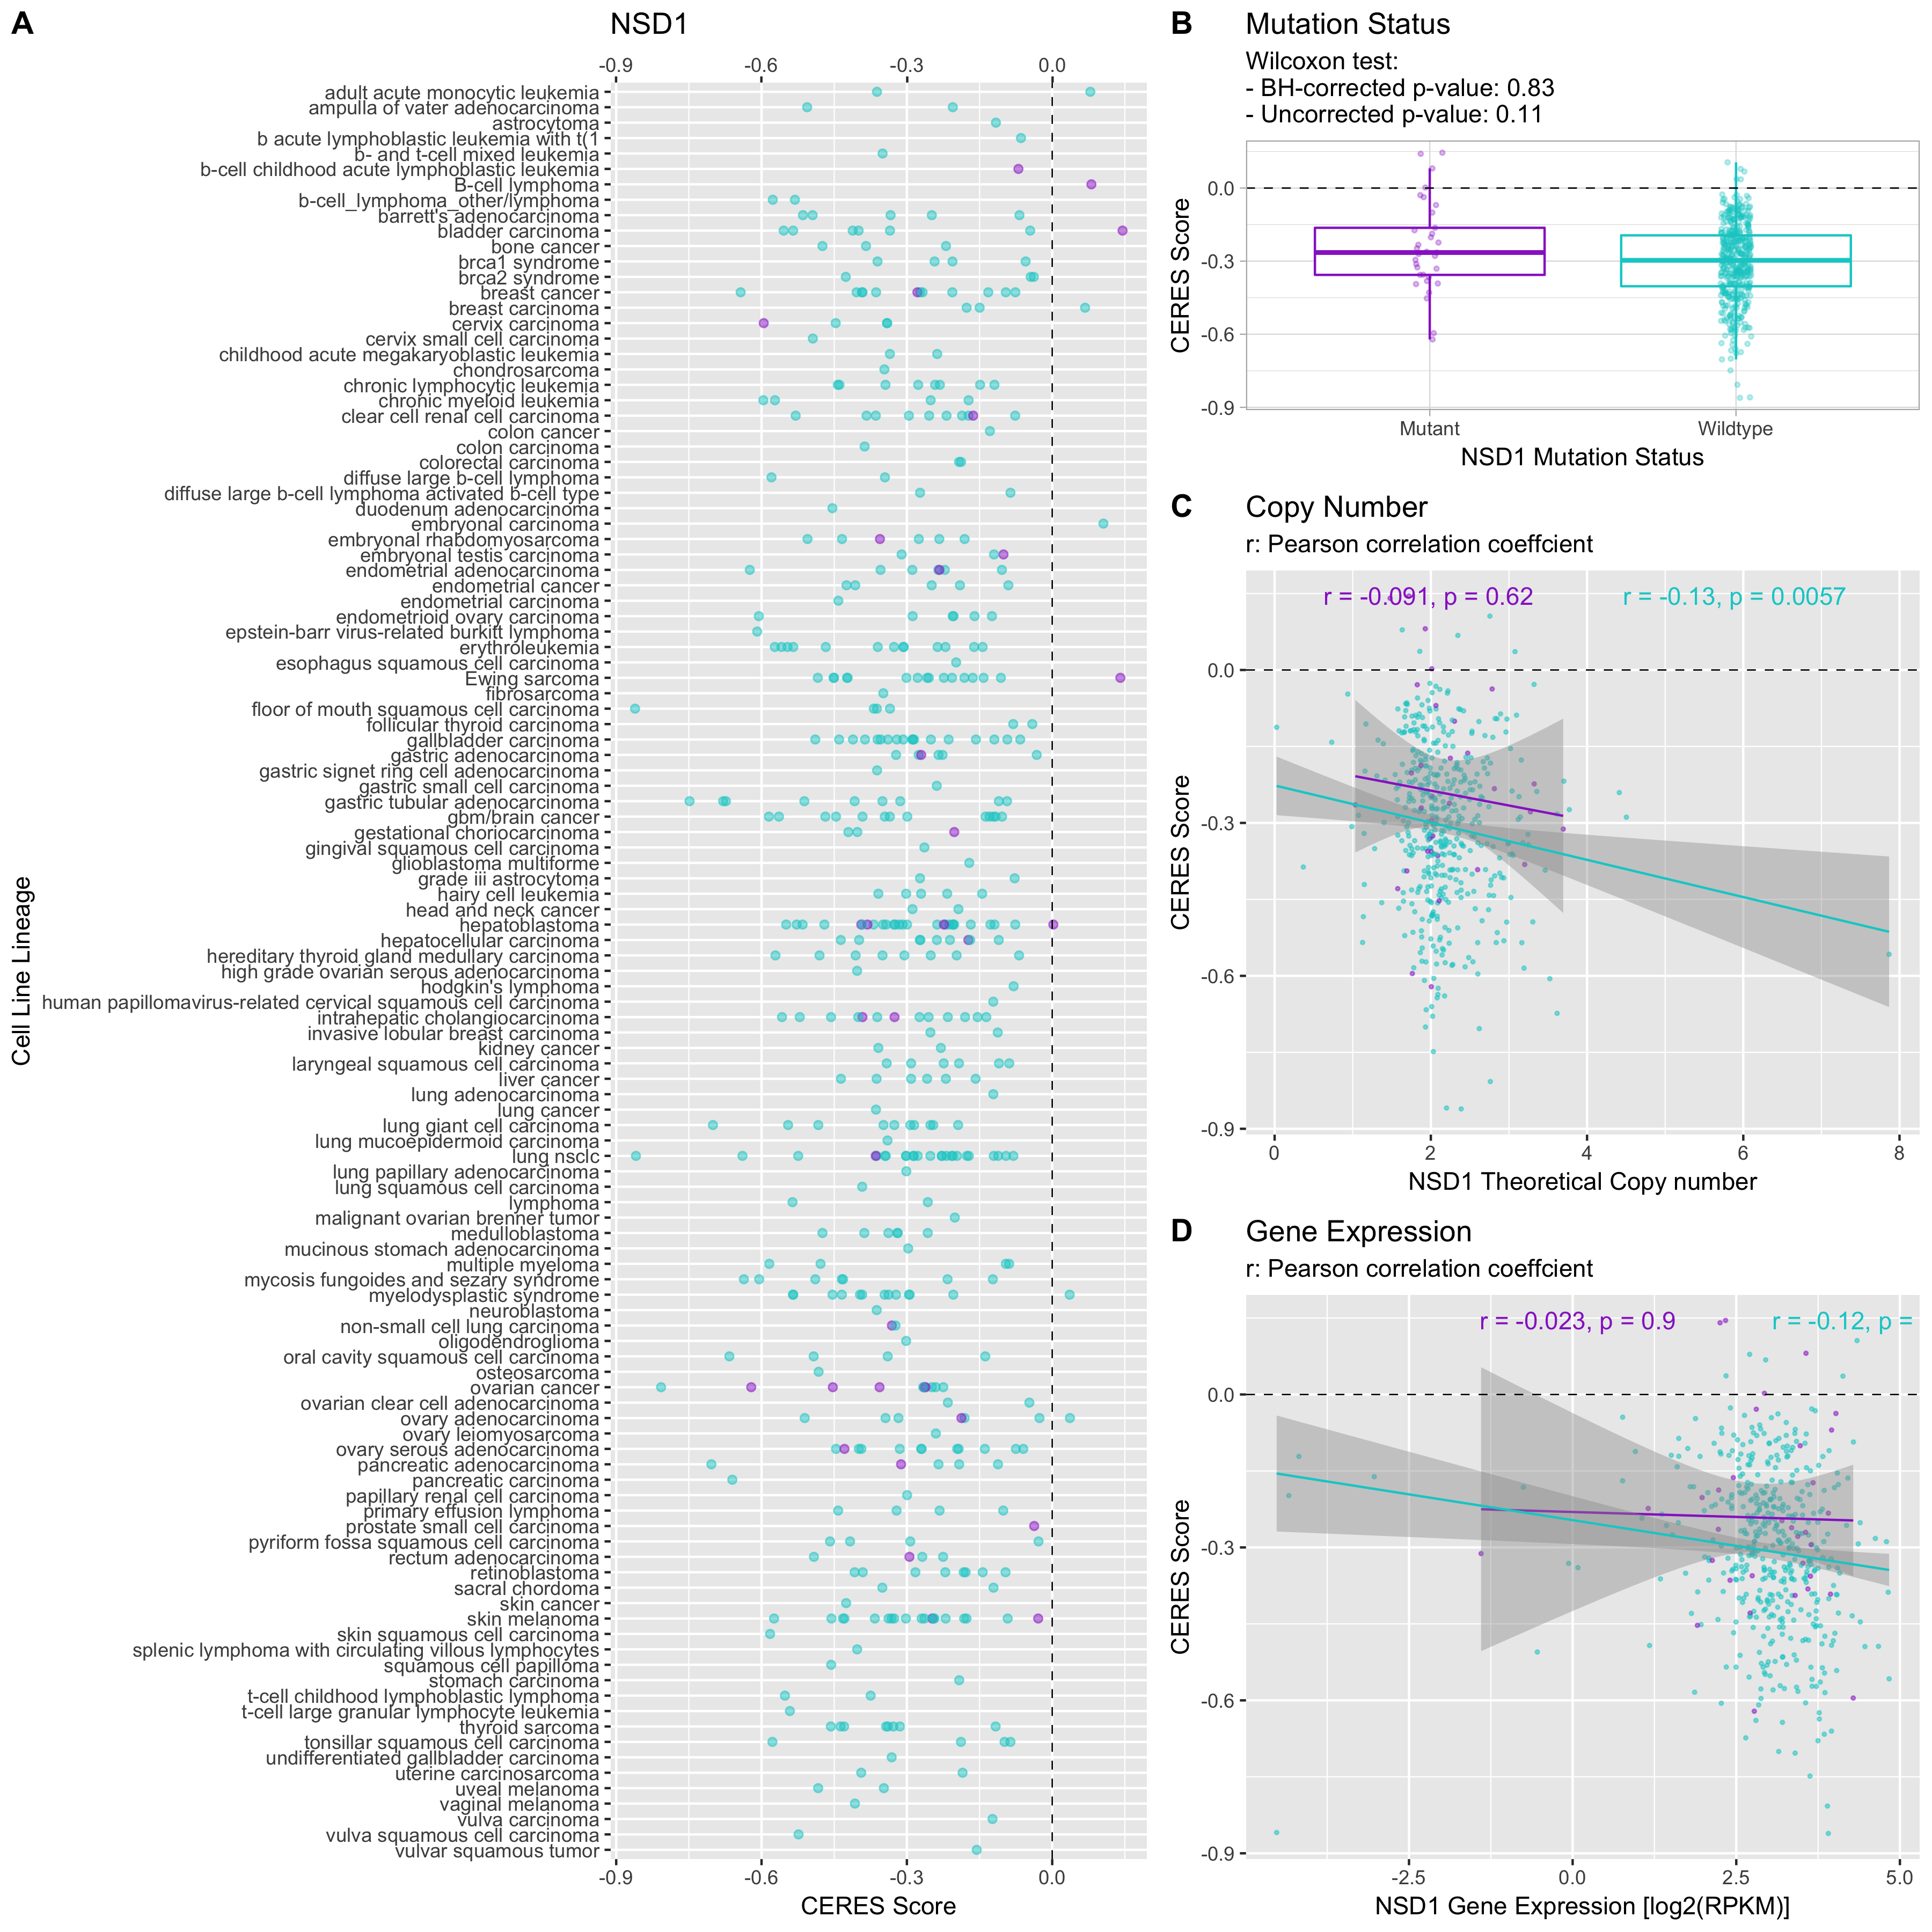 A
NSD1
-0.9
-0.6
-0.3
0.0
adult acute monocytic leukemia
ampulla of vater adenocarcinoma
astrocytoma
b acute lymphoblastic leukemia with t(1
b- and t-cell mixed leukemia
b-cell childhood acute lymphoblastic leukemia
B-cell lymphoma
b-cell_lymphoma_other/lymphoma
barrett's adenocarcinoma
bladder carcinoma
bone cancer
brca1 syndrome
brca2 syndrome
breast cancer
breast carcinoma
cervix carcinoma
cervix small cell carcinoma
childhood acute megakaryoblastic leukemia
chondrosarcoma
chronic lymphocytic leukemia
chronic myeloid leukemia
clear cell renal cell carcinoma
colon cancer
colon carcinoma
colorectal carcinoma
diffuse large b-cell lymphoma
diffuse large b-cell lymphoma activated b-cell type
duodenum adenocarcinoma
embryonal carcinoma
embryonal rhabdomyosarcoma
embryonal testis carcinoma
endometrial adenocarcinoma
endometrial cancer
endometrial carcinoma
endometrioid ovary carcinoma
epstein-barr virus-related burkitt lymphoma
erythroleukemia
esophagus squamous cell carcinoma
Ewing sarcoma
fibrosarcoma
floor of mouth squamous cell carcinoma
follicular thyroid carcinoma
gallbladder carcinoma
gastric adenocarcinoma
gastric signet ring cell adenocarcinoma
gastric small cell carcinoma
gastric tubular adenocarcinoma
gbm/brain cancer
gestational choriocarcinoma
gingival squamous cell carcinoma
glioblastoma multiforme
grade iii astrocytoma
hairy cell leukemia
head and neck cancer
hepatoblastoma
hepatocellular carcinoma
hereditary thyroid gland medullary carcinoma
high grade ovarian serous adenocarcinoma
hodgkin's lymphoma
human papillomavirus-related cervical squamous cell carcinoma
intrahepatic cholangiocarcinoma
invasive lobular breast carcinoma
kidney cancer
laryngeal squamous cell carcinoma
liver cancer
lung adenocarcinoma
lung cancer
lung giant cell carcinoma
lung mucoepidermoid carcinoma
lung nsclc
lung papillary adenocarcinoma
lung squamous cell carcinoma
lymphoma
malignant ovarian brenner tumor
medulloblastoma
mucinous stomach adenocarcinoma
multiple myeloma
mycosis fungoides and sezary syndrome
myelodysplastic syndrome
neuroblastoma
non-small cell lung carcinoma
oligodendroglioma
oral cavity squamous cell carcinoma
osteosarcoma
ovarian cancer
ovarian clear cell adenocarcinoma
ovary adenocarcinoma
ovary leiomyosarcoma
ovary serous adenocarcinoma
pancreatic adenocarcinoma
pancreatic carcinoma
papillary renal cell carcinoma
primary effusion lymphoma
prostate small cell carcinoma
pyriform fossa squamous cell carcinoma
rectum adenocarcinoma
retinoblastoma
sacral chordoma
skin cancer
skin melanoma
skin squamous cell carcinoma
splenic lymphoma with circulating villous lymphocytes
squamous cell papilloma
stomach carcinoma
t-cell childhood lymphoblastic lymphoma
t-cell large granular lymphocyte leukemia
thyroid sarcoma
tonsillar squamous cell carcinoma
undifferentiated gallbladder carcinoma
uterine carcinosarcoma
uveal melanoma
vaginal melanoma
vulva carcinoma
vulva squamous cell carcinoma
vulvar squamous tumor
-0.9
-0.6
-0.3
0.0
CERES Score
Cell Line Lineage
B
Mutation Status
Wilcoxon test:
- BH-corrected p-value: 0.83
- Uncorrected p-value: 0.11
0.0
-0.3
-0.6
-0.9
CERES Score
Mutant
Wildtype
NSD1 Mutation Status
C
Copy Number
r: Pearson correlation coeffcient
r = -0.091, p = 0.62
r = -0.13, p = 0.0057
0.0
-0.3
-0.6
-0.9
CERES Score
0
2
4
6
8
NSD1 Theoretical Copy number
D
Gene Expression
r: Pearson correlation coeffcient
r = -0.023, p = 0.9
r = -0.12, p =
0.0
-0.3
-0.6
-0.9
CERES Score
-2.5
0.0
2.5
5.0
NSD1 Gene Expression [log2(RPKM)]